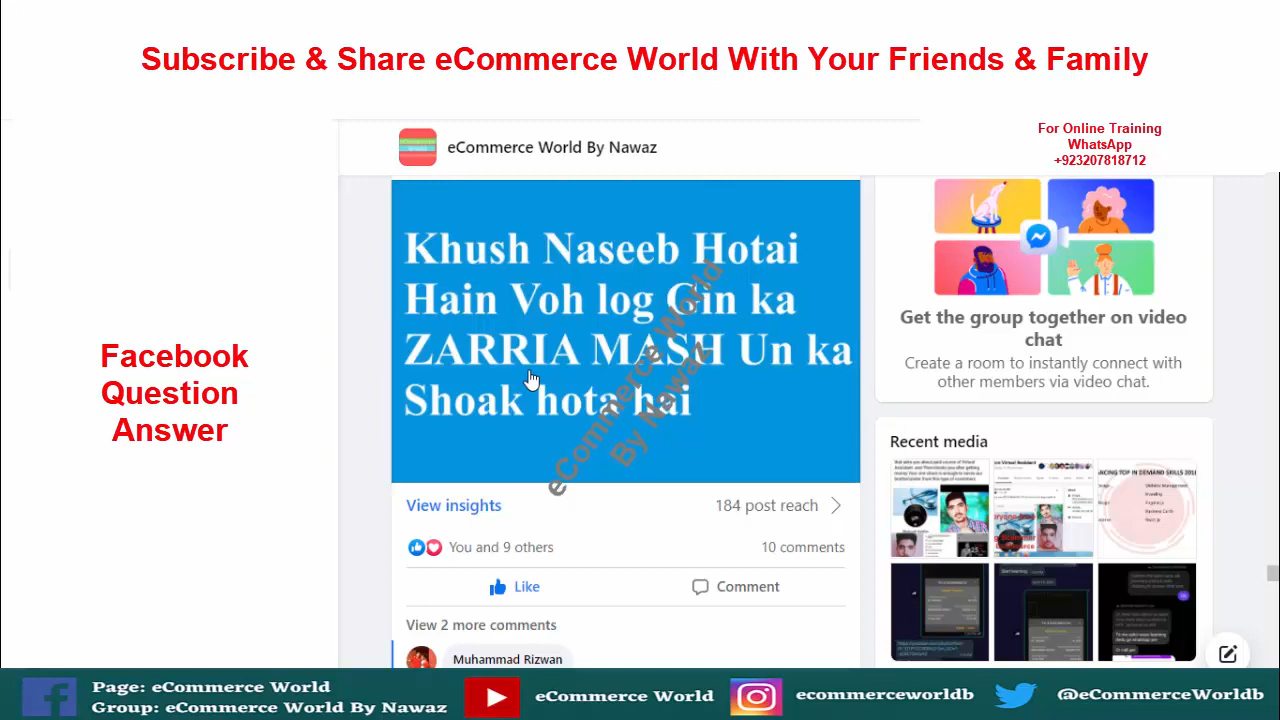 Subscribe & Share eCommerce World With Your Friends & Family
eCommerce World By Nawaz
For Online Training
WhatsApp
+923207818712
Khush Naseeb Hotai
Hain Voh log Gin ka
ZARRIA MASH Un ka
Shoak hota hai
eCommerce World
By Nawaz
Facebook
Question
Answer
View insights
184 post reach
You and 9 others
10 comments
Like
Comment
View 2 more comments
Muhammad Rizwan
Get the group together on video
chat
Create a room to instantly connect with
other members via video chat.
Recent media
Page: eCommerce World
Group: eCommerce World By Nawaz
eCommerce World
ecommerceworldb
@eCommerceWorldb